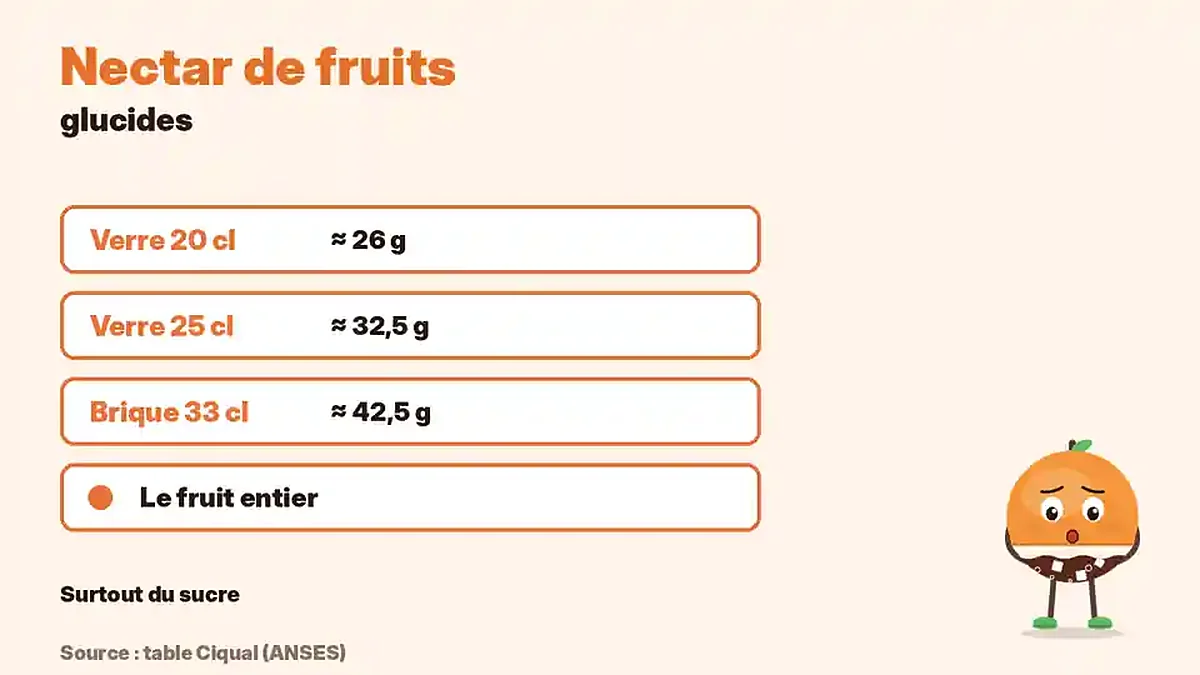 Nectar de fruits
glucides
Verre 20 cl ≈ 26 g
Verre 25 cl ≈ 32,5 g
Brique 33 cl ≈ 42,5 g
Le fruit entier
Surtout du sucre
Source : table Ciqual (ANSES)